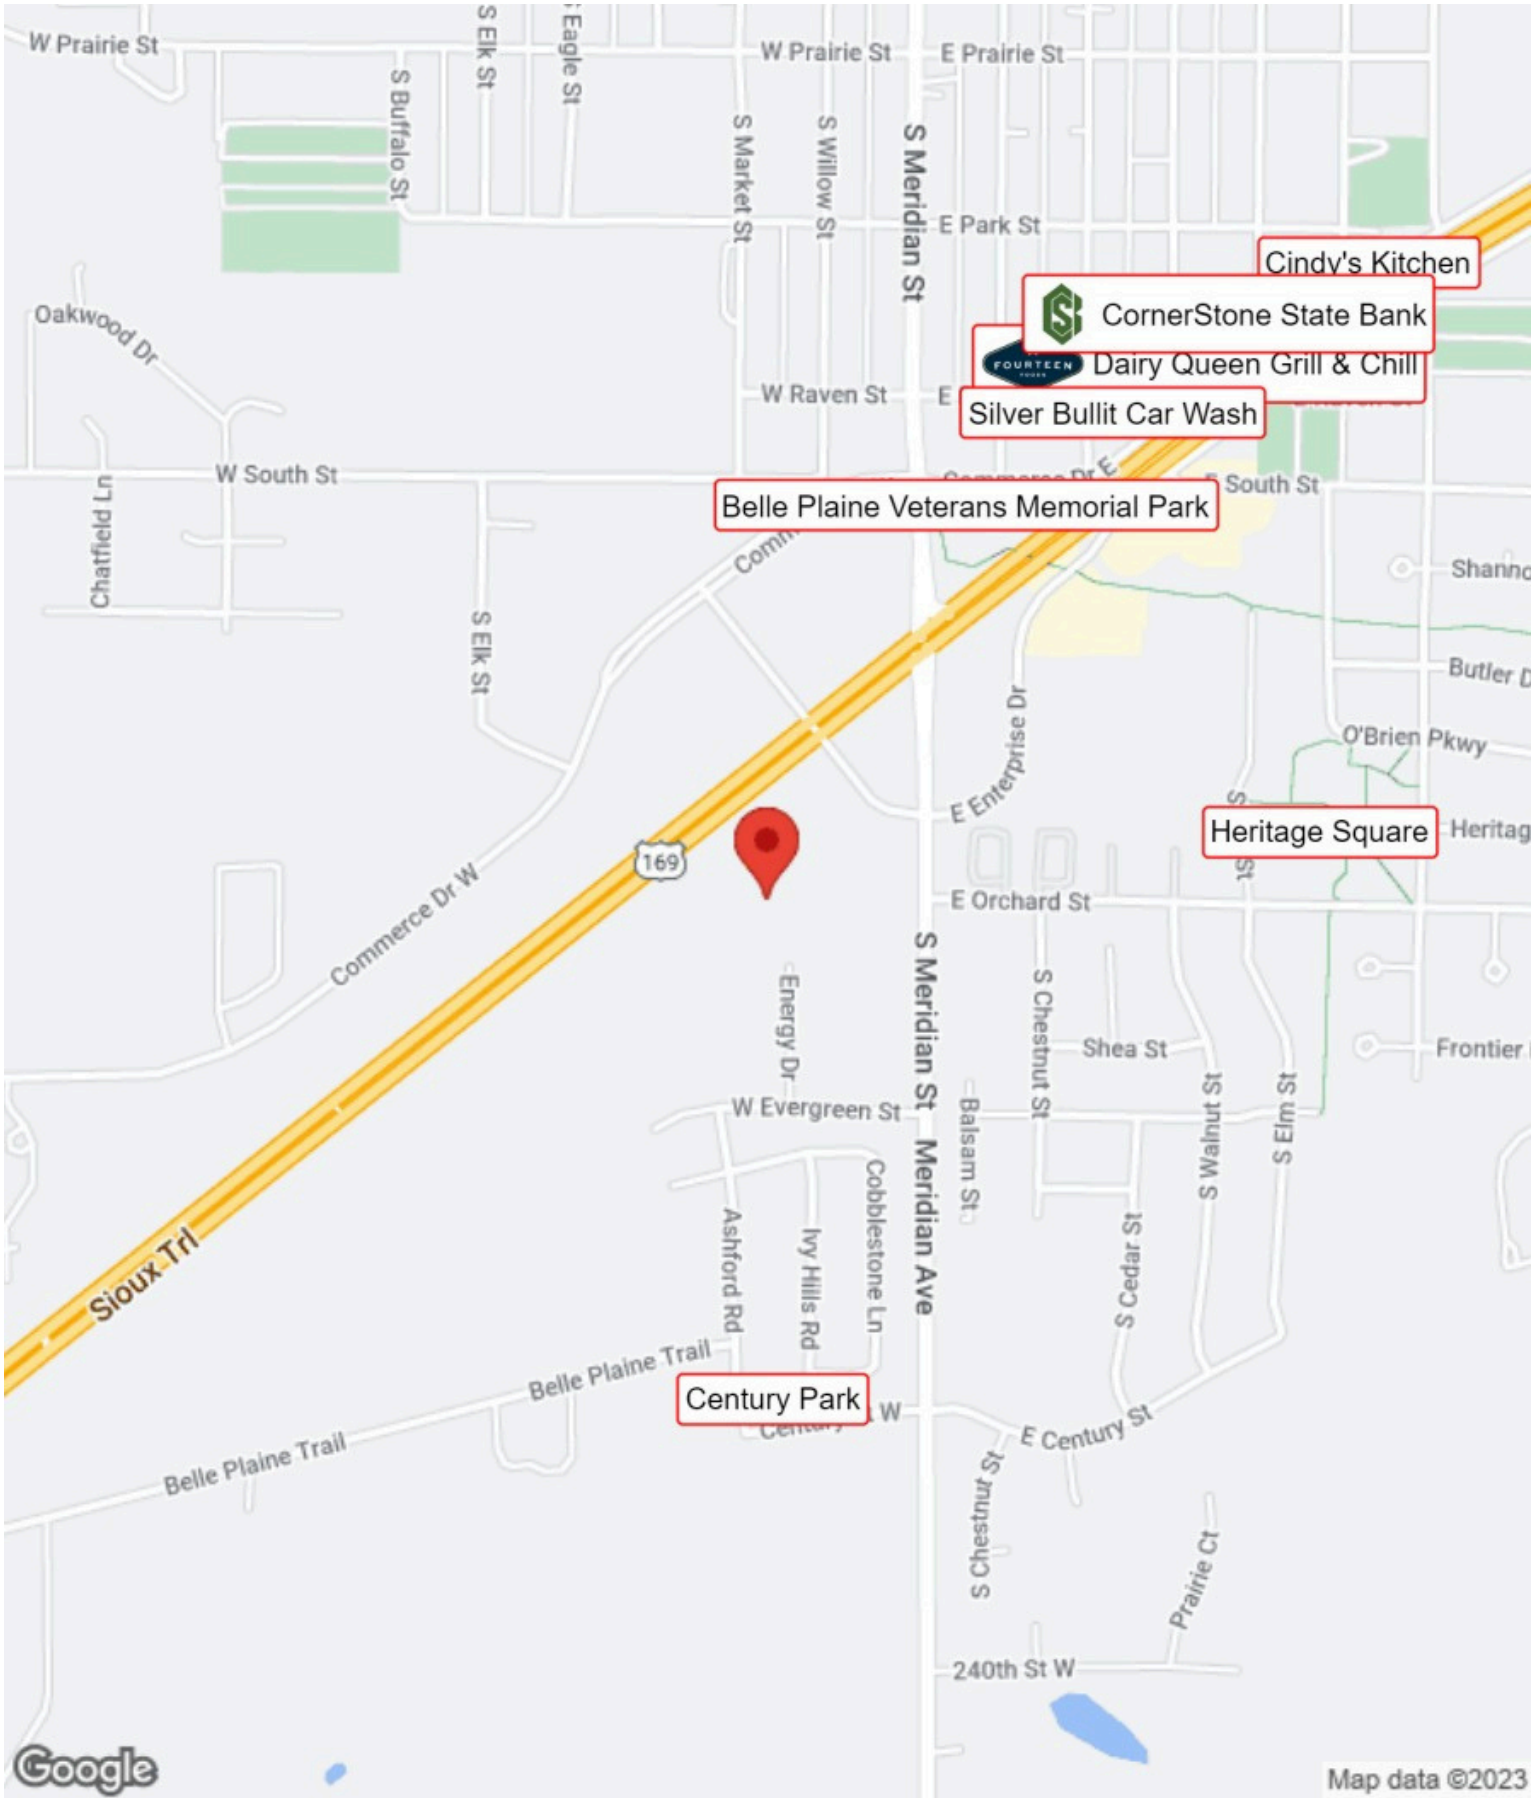 S Elk St
S Eagle St
W Prairie St
W Prairie St
E Prairie St
S Buffalo St
S Market St
S Willow St
S Meridian St
E Park St
Cindy's Kitchen
CornerStone State Bank
Oakwood Dr
FOURTEEN
FOODS
Dairy Queen Grill & Chill
W Raven St
E
Silver Bullit Car Wash
W South St
Commerce Dr E
E South St
Chatfield Ln
Belle Plaine Veterans Memorial Park
Comm
Shanno
S Elk St
Butler D
E Enterprise Dr
O'Brien Pkwy
S
St
Heritage Square
Heritag
169
Commerce Dr W
E Orchard St
S Meridian St
Energy Dr
S Chestnut St
Shea St
Frontier
W Evergreen St
Balsam St
S Walnut St
S Elm St
Meridian Ave
Cobblestone Ln
Ashford Rd
Ivy Hills Rd
S Cedar St
Sioux Trl
Belle Plaine Trail
Century Park
W
E Century St
Belle Plaine Trail
S Chestnut St
Prairie Ct
240th St W
Google
Map data ©2023